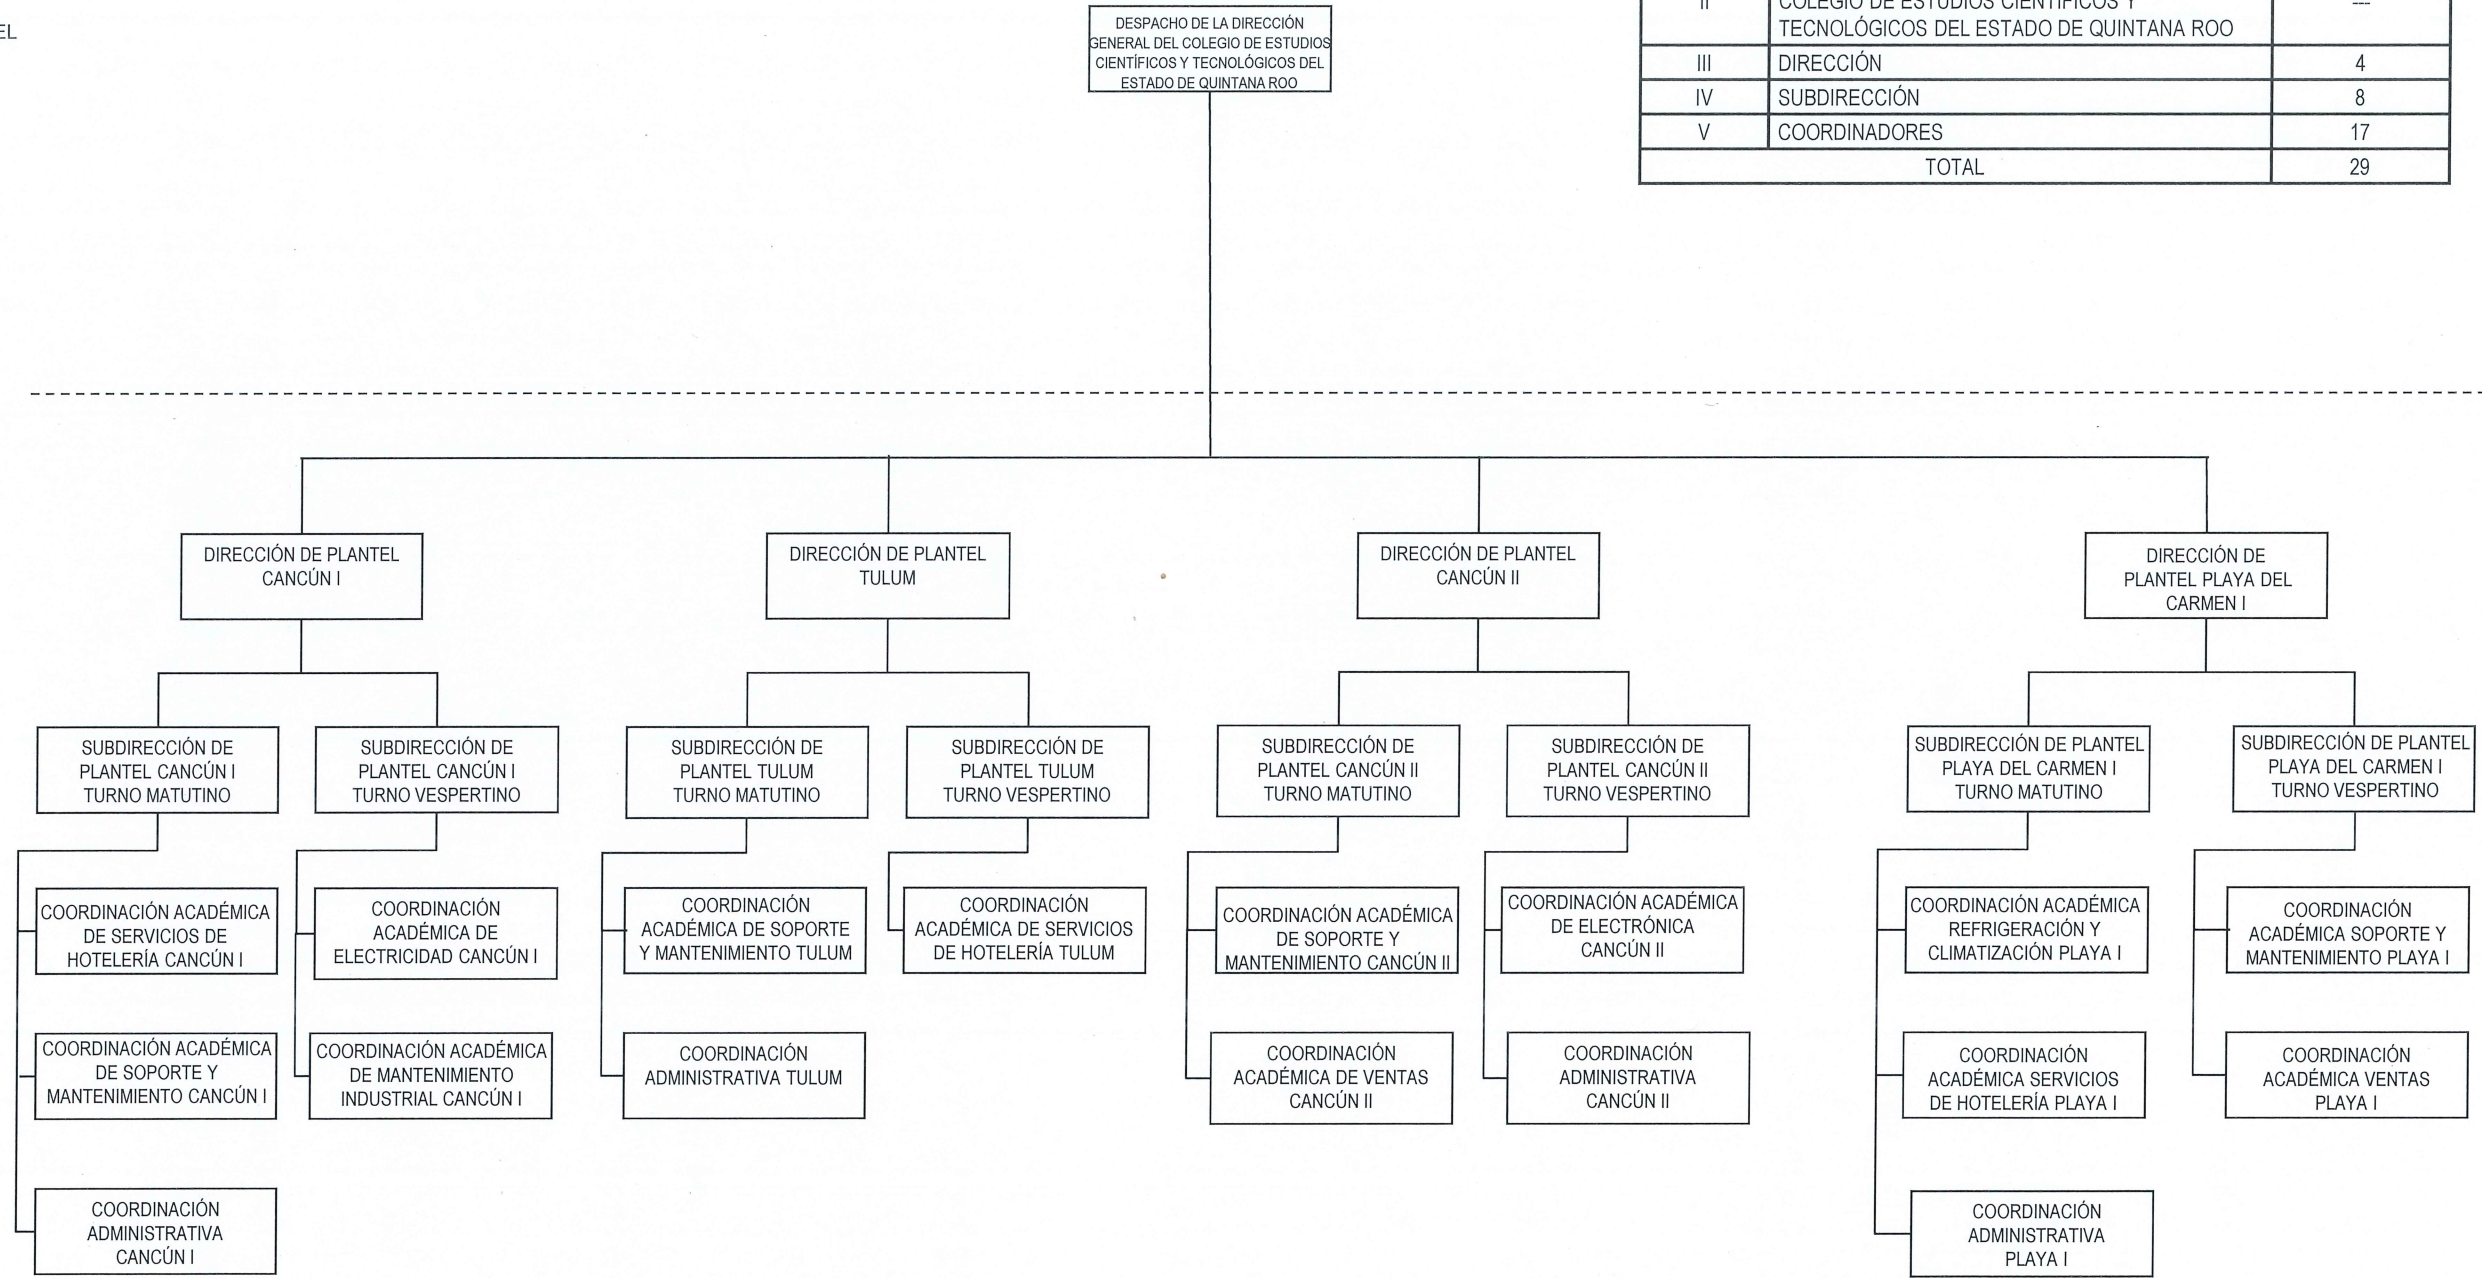 EL
DESPACHO DE LA DIRECCIÓN
GENERAL DEL COLEGIO DE ESTUDIOS
CIENTÍFICOS Y TECNOLÓGICOS DEL
ESTADO DE QUINTANA ROO
II COLEGIO DE ESTUDIOS CIENTÍFICOS Y ---
TECNOLÓGICOS DEL ESTADO DE QUINTANA ROO
III DIRECCIÓN 4
IV SUBDIRECCIÓN 8
V COORDINADORES 17
TOTAL 29
DIRECCIÓN DE PLANTEL
CANCÚN I
DIRECCIÓN DE PLANTEL
TULUM
DIRECCIÓN DE PLANTEL
CANCÚN II
DIRECCIÓN DE
PLANTEL PLAYA DEL
CARMEN I
SUBDIRECCIÓN DE
PLANTEL CANCÚN I
TURNO MATUTINO
SUBDIRECCIÓN DE
PLANTEL CANCÚN I
TURNO VESPERTINO
SUBDIRECCIÓN DE
PLANTEL TULUM
TURNO MATUTINO
SUBDIRECCIÓN DE
PLANTEL TULUM
TURNO VESPERTINO
SUBDIRECCIÓN DE
PLANTEL CANCÚN II
TURNO MATUTINO
SUBDIRECCIÓN DE
PLANTEL CANCÚN II
TURNO VESPERTINO
SUBDIRECCIÓN DE PLANTEL
PLAYA DEL CARMEN I
TURNO MATUTINO
SUBDIRECCIÓN DE PLANTEL
PLAYA DEL CARMEN I
TURNO VESPERTINO
COORDINACIÓN ACADÉMICA
DE SERVICIOS DE
HOTELERÍA CANCÚN I
COORDINACIÓN
ACADÉMICA DE
ELECTRICIDAD CANCÚN I
COORDINACIÓN
ACADÉMICA DE SOPORTE
Y MANTENIMIENTO TULUM
COORDINACIÓN
ACADÉMICA DE SERVICIOS
DE HOTELERÍA TULUM
COORDINACIÓN ACADÉMICA
DE SOPORTE Y
MANTENIMIENTO CANCÚN II
COORDINACIÓN ACADÉMICA
DE ELECTRÓNICA
CANCÚN II
COORDINACIÓN ACADÉMICA
REFRIGERACIÓN Y
CLIMATIZACIÓN PLAYA I
COORDINACIÓN
ACADÉMICA SOPORTE Y
MANTENIMIENTO PLAYA I
COORDINACIÓN ACADÉMICA
DE SOPORTE Y
MANTENIMIENTO CANCÚN I
COORDINACIÓN ACADÉMICA
DE MANTENIMIENTO
INDUSTRIAL CANCÚN I
COORDINACIÓN
ADMINISTRATIVA TULUM
COORDINACIÓN
ACADÉMICA DE VENTAS
CANCÚN II
COORDINACIÓN
ADMINISTRATIVA
CANCÚN II
COORDINACIÓN
ACADÉMICA SERVICIOS
DE HOTELERÍA PLAYA I
COORDINACIÓN
ACADÉMICA VENTAS
PLAYA I
COORDINACIÓN
ADMINISTRATIVA
CANCÚN I
COORDINACIÓN
ADMINISTRATIVA
PLAYA I